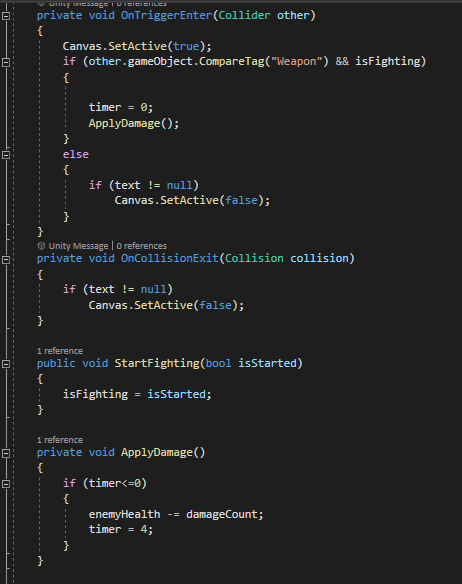 Unity Message | 0 references
private void OnTriggerEnter(Collider other)
{
Canvas.SetActive(true);
if (other.gameObject.CompareTag("Weapon") && isFighting)
{
timer = 0;
ApplyDamage();
}
else
{
if (text != null)
Canvas.SetActive(false);
}
}
Unity Message | 0 references
private void OnCollisionExit(Collision collision)
{
if (text != null)
Canvas.SetActive(false);
}
1 reference
public void StartFighting(bool isStarted)
{
isFighting = isStarted;
}
1 reference
private void ApplyDamage()
{
if (timer<=0)
{
enemyHealth -= damageCount;
timer = 4;
}
}